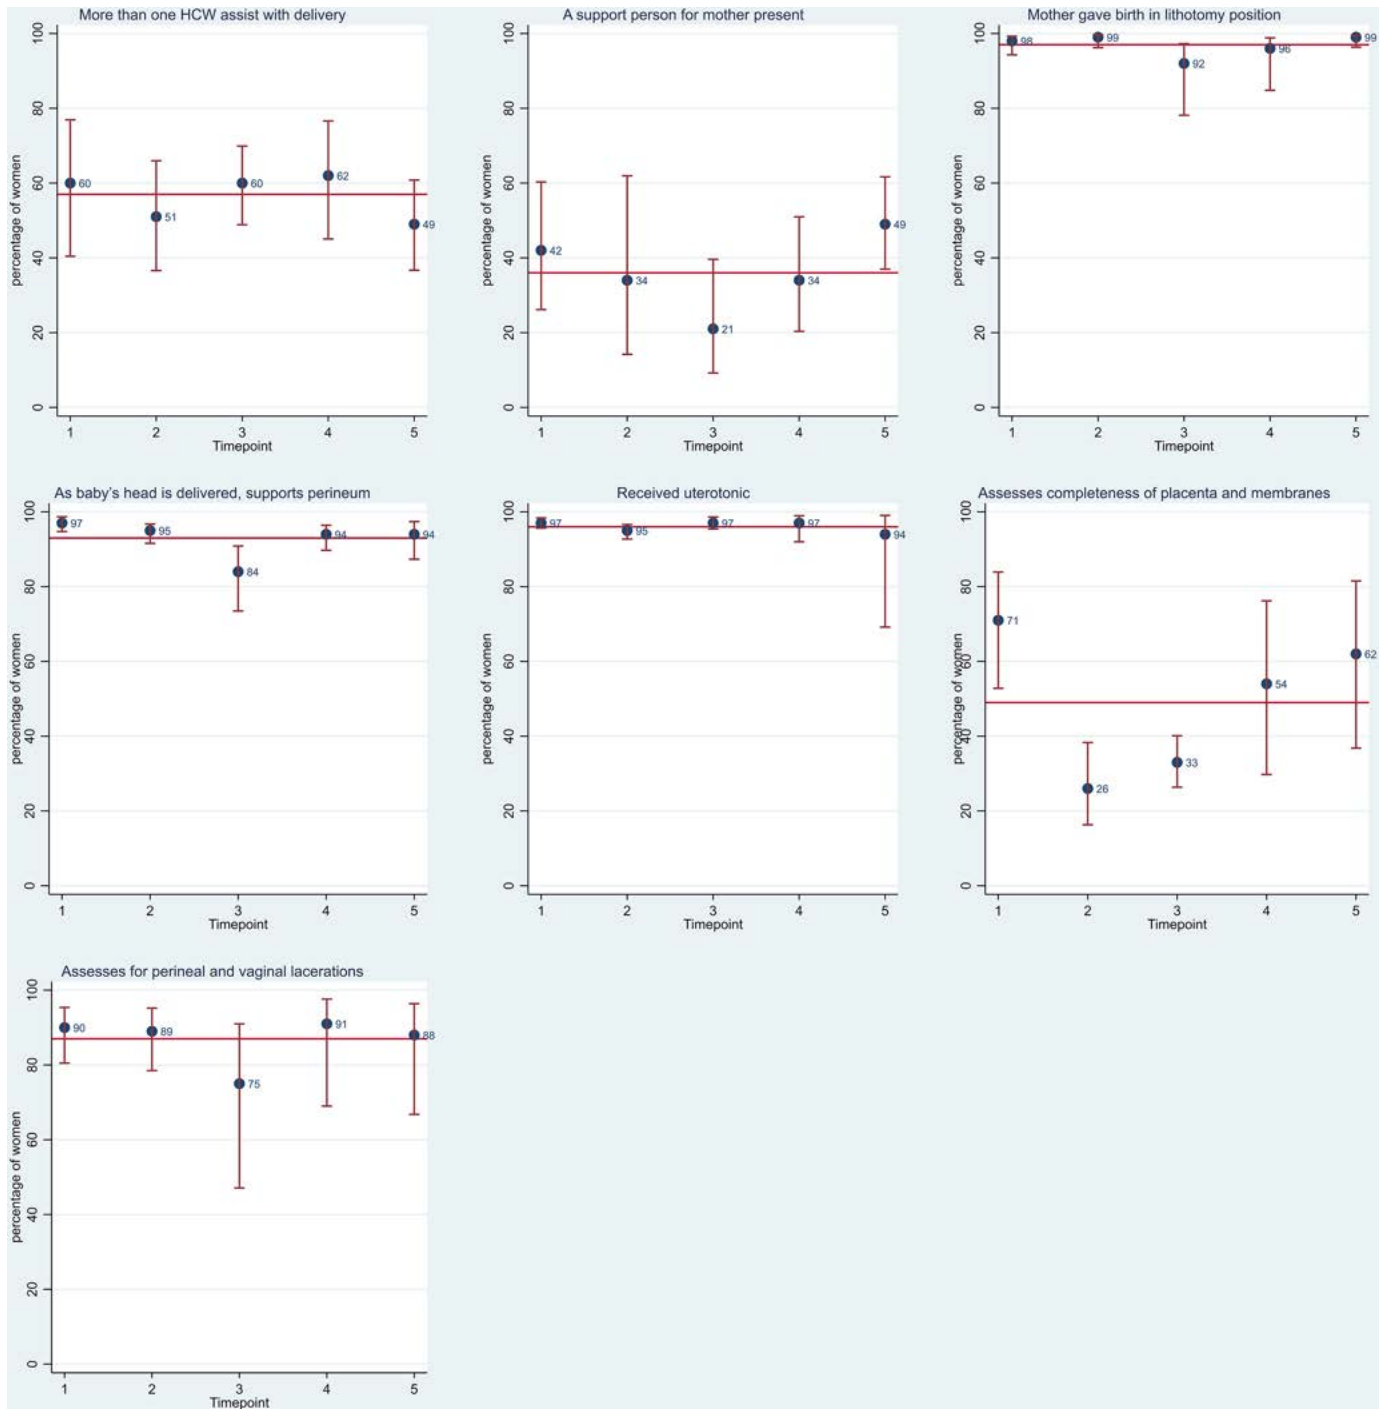 More than one HCW assist with delivery
percentage of women
0 20 40 60 80 100
60 51 60 62 49
1 2 3 4 5
Timepoint
A support person for mother present
percentage of women
0 20 40 60 80 100
42 34 21 34 49
1 2 3 4 5
Timepoint
Mother gave birth in lithotomy position
percentage of women
0 20 40 60 80 100
98 99 92 96 99
1 2 3 4 5
Timepoint
As baby's head is delivered, supports perineum
percentage of women
0 20 40 60 80 100
97 95 84 94 94
1 2 3 4 5
Timepoint
Received uterotonic
percentage of women
0 20 40 60 80 100
97 95 97 97 94
1 2 3 4 5
Timepoint
Assesses completeness of placenta and membranes
percentage of women
0 20 40 60 80 100
71 26 33 54 62
1 2 3 4 5
Timepoint
Assesses for perineal and vaginal lacerations
percentage of women
0 20 40 60 80 100
90 89 75 91 88
1 2 3 4 5
Timepoint